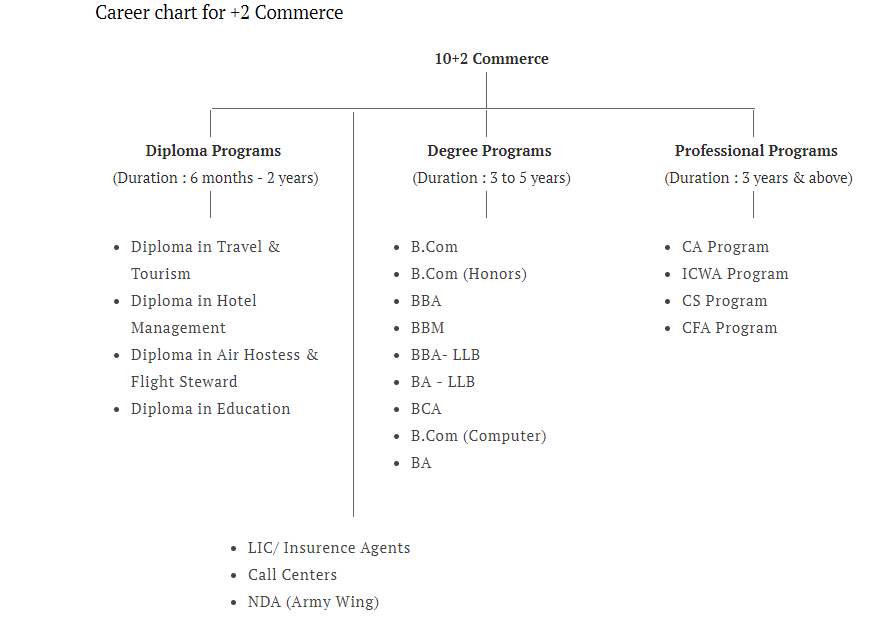 Career chart for +2 Commerce
10+2 Commerce
Diploma Programs
(Duration : 6 months - 2 years)
• Diploma in Travel &
Tourism
• Diploma in Hotel
Management
• Diploma in Air Hostess &
Flight Steward
• Diploma in Education
Degree Programs
(Duration : 3 to 5 years)
• B.Com
• B.Com (Honors)
• BBA
• BBM
• BBA- LLB
• BA - LLB
• BCA
• B.Com (Computer)
• BA
Professional Programs
(Duration : 3 years & above)
• CA Program
• ICWA Program
• CS Program
• CFA Program
• LIC/ Insurence Agents
• Call Centers
• NDA (Army Wing)